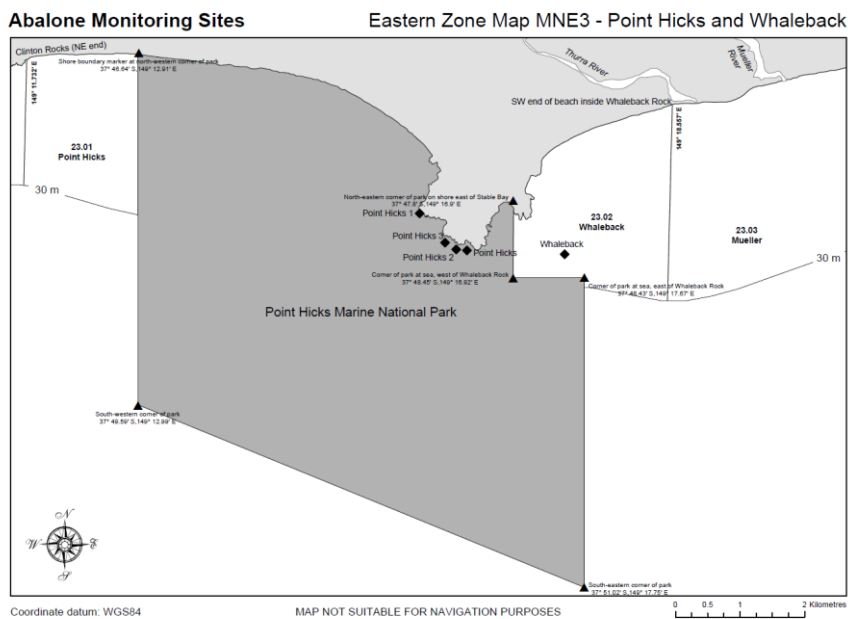 Abalone Monitoring Sites
Eastern Zone Map MNE3 - Point Hicks and Whaleback
Clinton Rocks (NE end)
Shore boundary marker at north-western corner of park
37° 46.64' S,149° 12.91' E
149° 11.732' E
Thurra River
Mueller
River
SW end of beach inside Whaleback Rock
149° 18.557' E
23.01
Point Hicks
30 m
North-eastern corner of park on shore east of Stable Bay
37° 47.8' S,149° 16.9' E
Point Hicks 1
Point Hicks 3
Point Hicks 2
Point Hicks
23.02
Whaleback
Whaleback
23.03
Mueller
30 m
Corner of park at sea, west of Whaleback Rock
37° 48.45' S,149° 16.92' E
Corner of park at sea, east of Whaleback Rock
37° 48.43' S,149° 17.67' E
Point Hicks Marine National Park
South-western corner of park
37° 49.59' S,149° 12.99' E
N
W
E
S
South-eastern corner of park
37° 51.02' S,149° 17.75' E
Coordinate datum: WGS84
MAP NOT SUITABLE FOR NAVIGATION PURPOSES
0 0.5 1 2 Kilometres